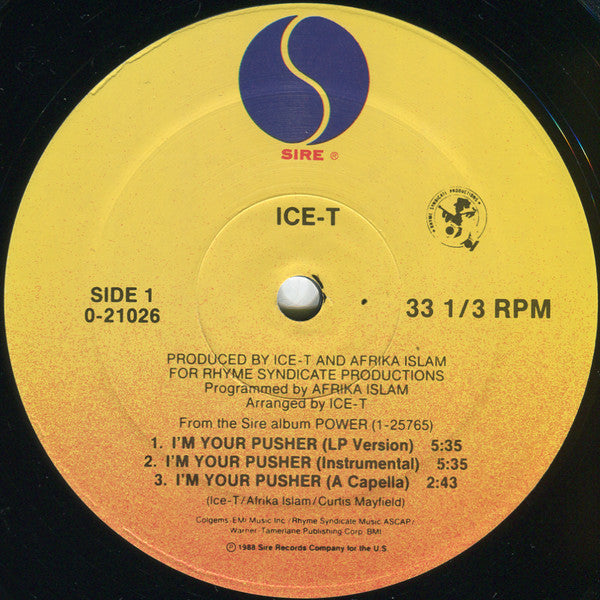 SIRE ®
RHYME SYNDICATE PRODUCTIONS
ICE-T
SIDE 1
0-21026
33 1/3 RPM
PRODUCED BY ICE-T AND AFRIKA ISLAM
FOR RHYME SYNDICATE PRODUCTIONS
Programmed by AFRIKA ISLAM
Arranged by ICE-T
From the Sire album POWER (1-25765)
1. I'M YOUR PUSHER (LP Version) 5:35
2. I'M YOUR PUSHER (Instrumental) 5:35
3. I'M YOUR PUSHER (A Capella) 2:43
(Ice-T/Afrika Islam/Curtis Mayfield)
Colgems-EMI Music Inc./Rhyme Syndicate Music ASCAP/
Warner-Tamerlane Publishing Corp. BMI
℗©1988 Sire Records Company for the U.S.